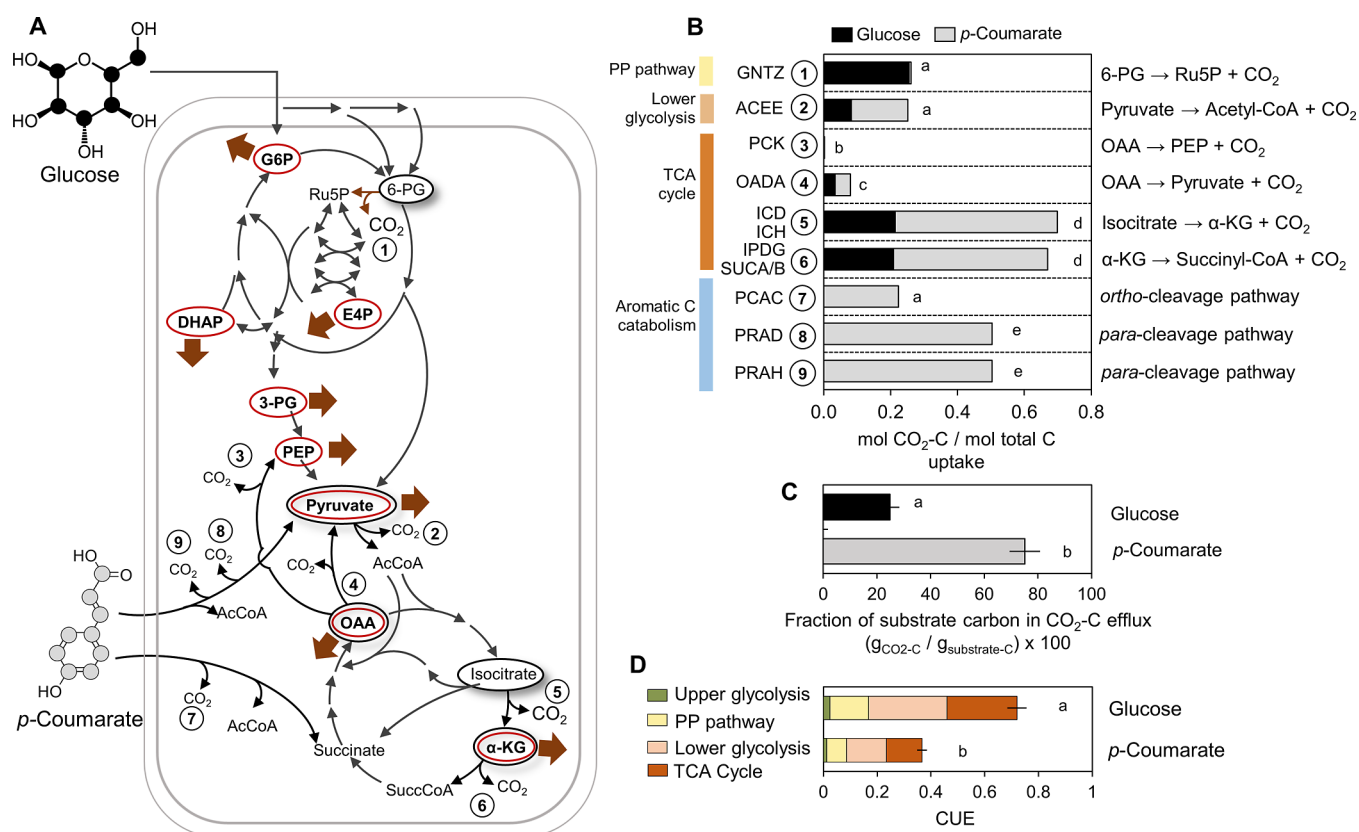 A
OH
HO
O
HO
OH
OH
Glucose
G6P
Ru5P
6-PG
CO2
1
DHAP
E4P
3-PG
PEP
3
CO2
Pyruvate
CO2
2
9
8
CO2
CO2
CO2
AcCoA
4
HO
O
AcCoA
OAA
HO
p-Coumarate
CO2
7
AcCoA
Isocitrate
5
CO2
Succinate
α-KG
SuccCoA
CO2
6
B
Glucose
p-Coumarate
PP pathway
GNTZ 1
a
6-PG → Ru5P + CO2
Lower
glycolysis
ACEE 2
a
Pyruvate → Acetyl-CoA + CO2
TCA
cycle
PCK 3
b
OAA → PEP + CO2
OADA 4
c
OAA → Pyruvate + CO2
ICD
ICH
5
d
Isocitrate → α-KG + CO2
IPDG
SUCA/B
6
d
α-KG → Succinyl-CoA + CO2
Aromatic C
catabolism
PCAC 7
a
ortho-cleavage pathway
PRAD 8
e
para-cleavage pathway
PRAH 9
e
para-cleavage pathway
0.0 0.2 0.4 0.6 0.8
mol CO2-C / mol total C
uptake
C
a
Glucose
b
p-Coumarate
0 20 40 60 80 100
Fraction of substrate carbon in CO2-C efflux
(gCO2-C / gsubstrate-C) x 100
D
Upper glycolysis
PP pathway
Lower glycolysis
TCA Cycle
a
Glucose
b
p-Coumarate
0 0.2 0.4 0.6 0.8 1
CUE